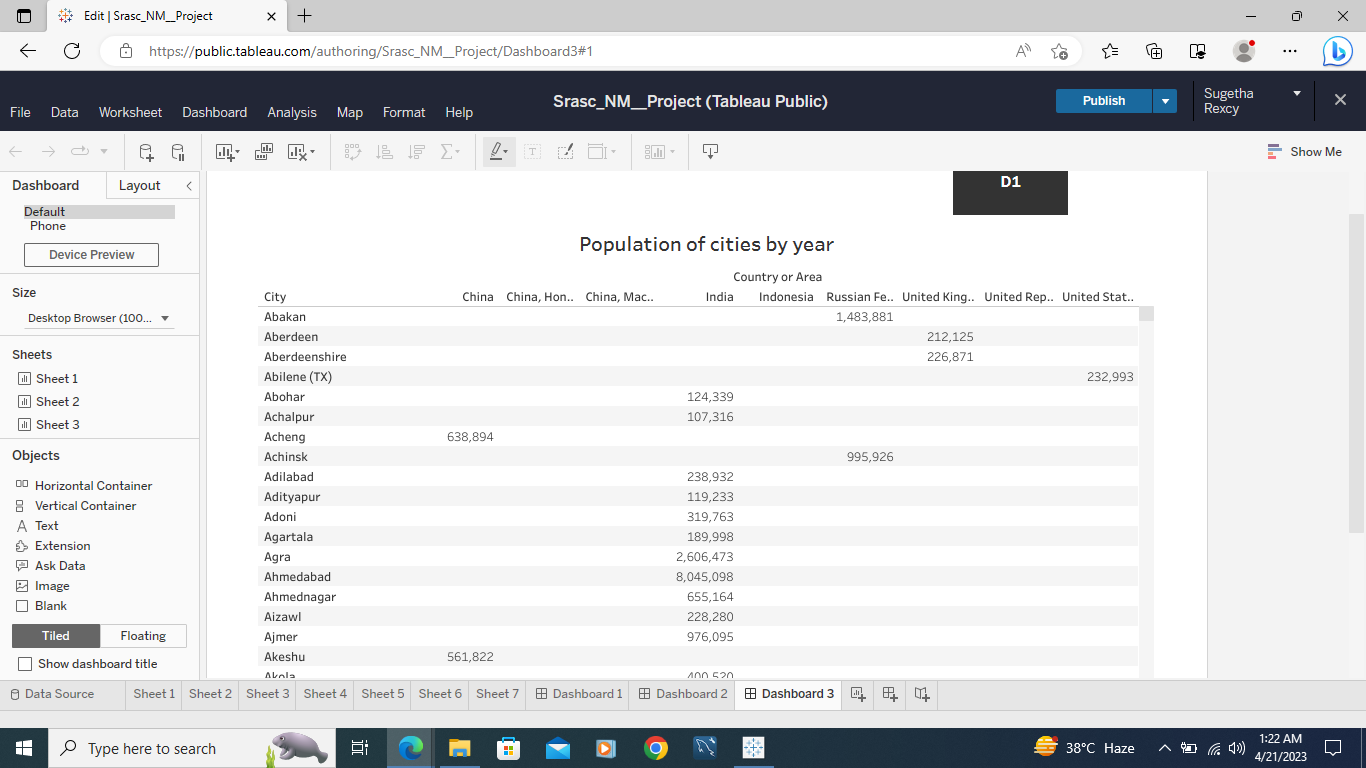 Edit | Srasc_NM__Project
https://public.tableau.com/authoring/Srasc_NM__Project/Dashboard3#1
File Data Worksheet Dashboard Analysis Map Format Help
Srasc_NM__Project (Tableau Public)
Publish
Sugetha
Rexcy
Show Me
Dashboard Layout
Default
Phone
Device Preview
Size
Desktop Browser (100...
Sheets
Sheet 1
Sheet 2
Sheet 3
Objects
Horizontal Container
Vertical Container
Text
Extension
Ask Data
Image
Blank
Tiled Floating
Show dashboard title
D1
Population of cities by year
Country or Area
City China China, Hon.. China, Mac.. India Indonesia Russian Fe.. United King.. United Rep.. United Stat..
Abakan 1,483,881
Aberdeen 212,125
Aberdeenshire 226,871
Abilene (TX) 232,993
Abohar 124,339
Achalpur 107,316
Acheng 638,894
Achinsk 995,926
Adilabad 238,932
Adityapur 119,233
Adoni 319,763
Agartala 189,998
Agra 2,606,473
Ahmedabad 8,045,098
Ahmednagar 655,164
Aizawl 228,280
Ajmer 976,095
Akeshu 561,822
Akola 400,520
Data Source Sheet 1 Sheet 2 Sheet 3 Sheet 4 Sheet 5 Sheet 6 Sheet 7 Dashboard 1 Dashboard 2 Dashboard 3
Type here to search
38°C Haze
1:22 AM
4/21/2023